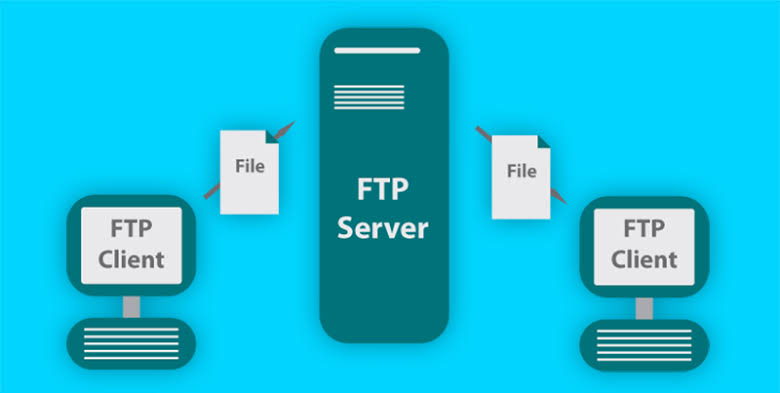 File
FTP
Server
File
FTP
Client
FTP
Client